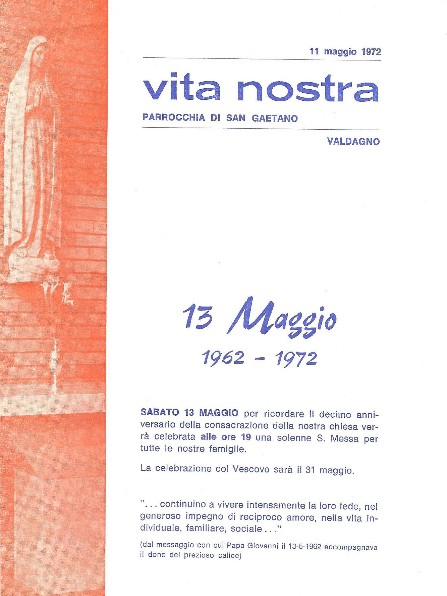 11 maggio 1972
vita nostra
PARROCCHIA DI SAN GAETANO
VALDAGNO
13 Maggio
1962 - 1972
SABATO 13 MAGGIO per ricordare il decimo anni-
versario della consacrazione della nostra chiesa ver-
rà celebrata alle ore 19 una solenne S. Messa per
tutte le nostre famiglie.
La celebrazione col Vescovo sarà il 31 maggio.
"... continuino a vivere intensamente la loro fede, nel
generoso impegno di reciproco amore, nella vita in-
dividuale, familiare, sociale ..."
(dal messaggio con cui Papa Giovanni il 13-5-1962 accompagnava
il dono del prezioso calice)